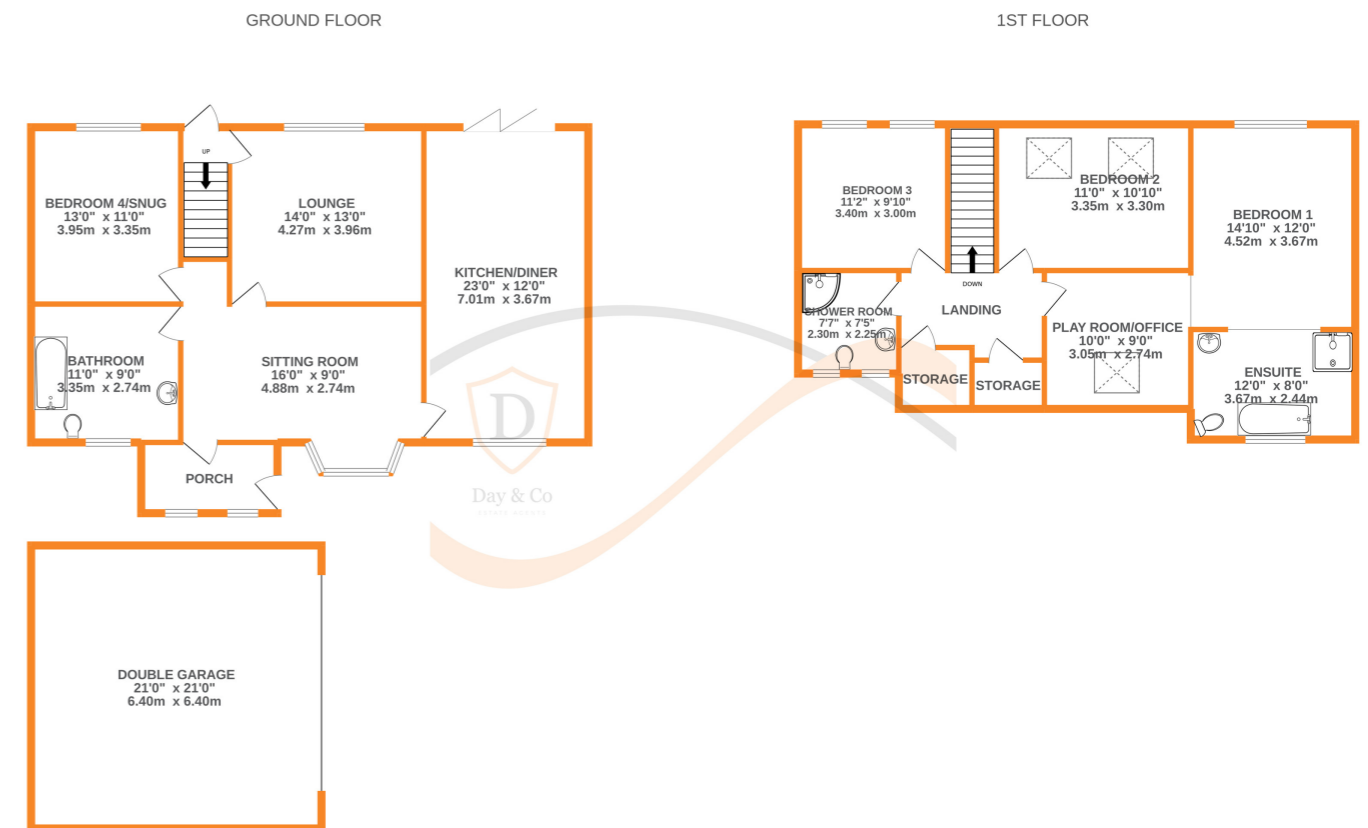 GROUND FLOOR
1ST FLOOR
UP
BEDROOM 4/SNUG
13'0" x 11'0"
3.95m x 3.35m
LOUNGE
14'0" x 13'0"
4.27m x 3.96m
KITCHEN/DINER
23'0" x 12'0"
7.01m x 3.67m
BATHROOM
11'0" x 9'0"
3.35m x 2.74m
SITTING ROOM
16'0" x 9'0"
4.88m x 2.74m
PORCH
DOUBLE GARAGE
21'0" x 21'0"
6.40m x 6.40m
BEDROOM 3
11'2" x 9'10"
3.40m x 3.00m
BEDROOM 2
11'0" x 10'10"
3.35m x 3.30m
BEDROOM 1
14'10" x 12'0"
4.52m x 3.67m
DOWN
LANDING
SHOWER ROOM
7'7" x 7'5"
2.30m x 2.25m
PLAY ROOM/OFFICE
10'0" x 9'0"
3.05m x 2.74m
STORAGE
STORAGE
ENSUITE
12'0" x 8'0"
3.67m x 2.44m
D
Day & Co
ESTATE AGENTS